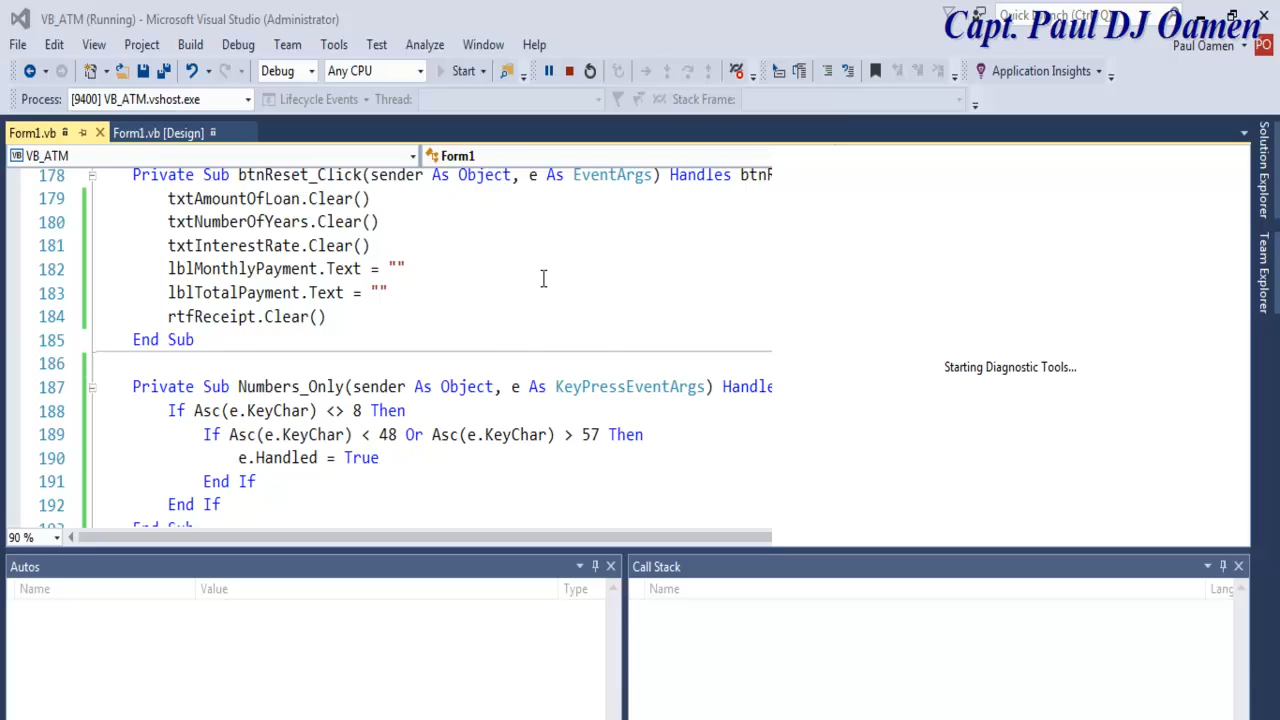 VB_ATM (Running) - Microsoft Visual Studio (Administrator)
Capt. Paul DJ Oamen
File Edit View Project Build Debug Team Tools Test Analyze Window Help
Paul Oamen PO
Debug Any CPU Start Application Insights
Process: [9400] VB_ATM.vshost.exe Lifecycle Events Thread: Stack Frame:
Form1.vb Form1.vb [Design]
VB_ATM Form1
178 Private Sub btnReset_Click(sender As Object, e As EventArgs) Handles btnR
179 txtAmountOfLoan.Clear()
180 txtNumberOfYears.Clear()
181 txtInterestRate.Clear()
182 lblMonthlyPayment.Text = ""
183 lblTotalPayment.Text = ""
184 rtfReceipt.Clear()
185 End Sub
186
187 Private Sub Numbers_Only(sender As Object, e As KeyPressEventArgs) Handle
188 If Asc(e.KeyChar) <> 8 Then
189 If Asc(e.KeyChar) < 48 Or Asc(e.KeyChar) > 57 Then
190 e.Handled = True
191 End If
192 End If
193 End Sub
90 %
Starting Diagnostic Tools...
Solution Explorer
Team Explorer
Autos
Name Value Type
Call Stack
Name Lang